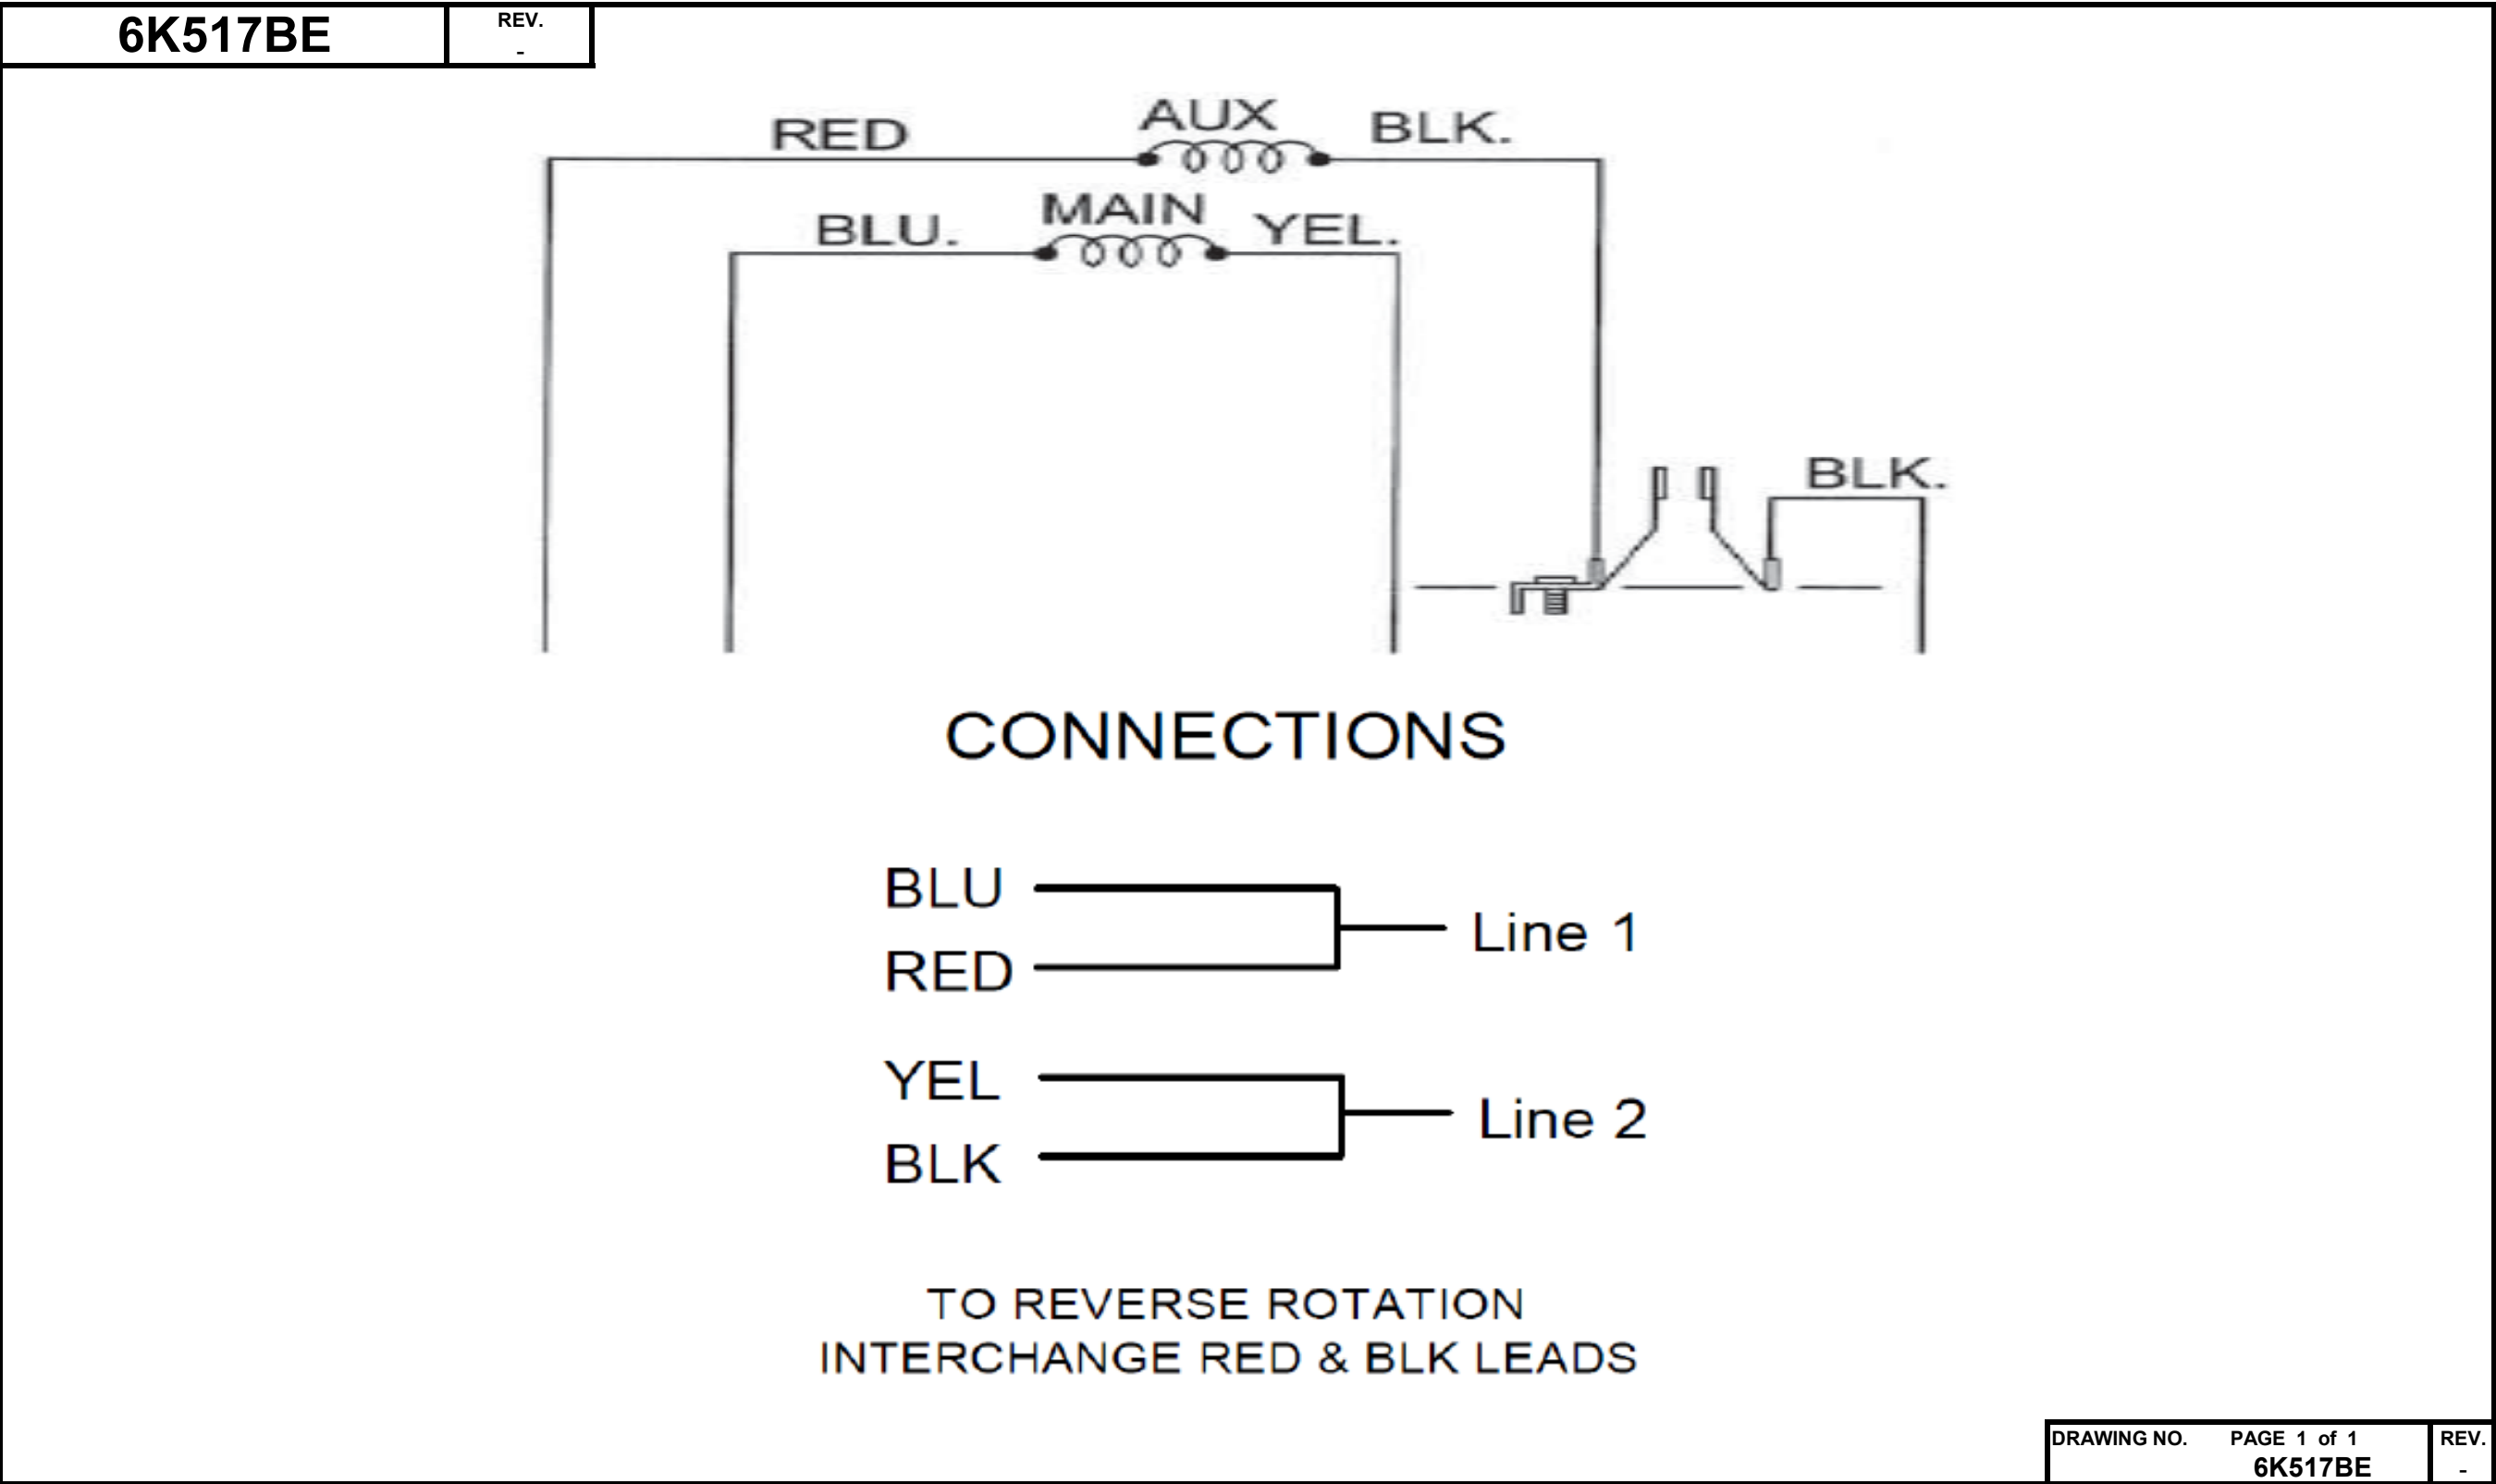 6K517BE
REV.
-
AUX
RED
BLK.
MAIN
BLU.
YEL.
BLK.
CONNECTIONS
BLU
Line 1
RED
YEL
Line 2
BLK
TO REVERSE ROTATION
INTERCHANGE RED & BLK LEADS
DRAWING NO. PAGE 1 of 1 REV.
6K517BE -